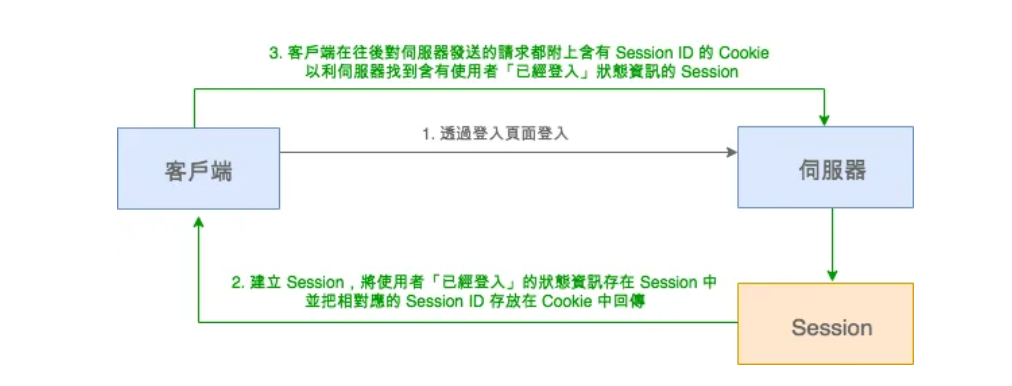 3. 客戶端在往後對伺服器發送的請求都附上含有 Session ID 的 Cookie
以利伺服器找到含有使用者「已經登入」狀態資訊的 Session
1. 透過登入頁面登入
客戶端
伺服器
2. 建立 Session，將使用者「已經登入」的狀態資訊存在 Session 中
並把相對應的 Session ID 存放在 Cookie 中回傳
Session